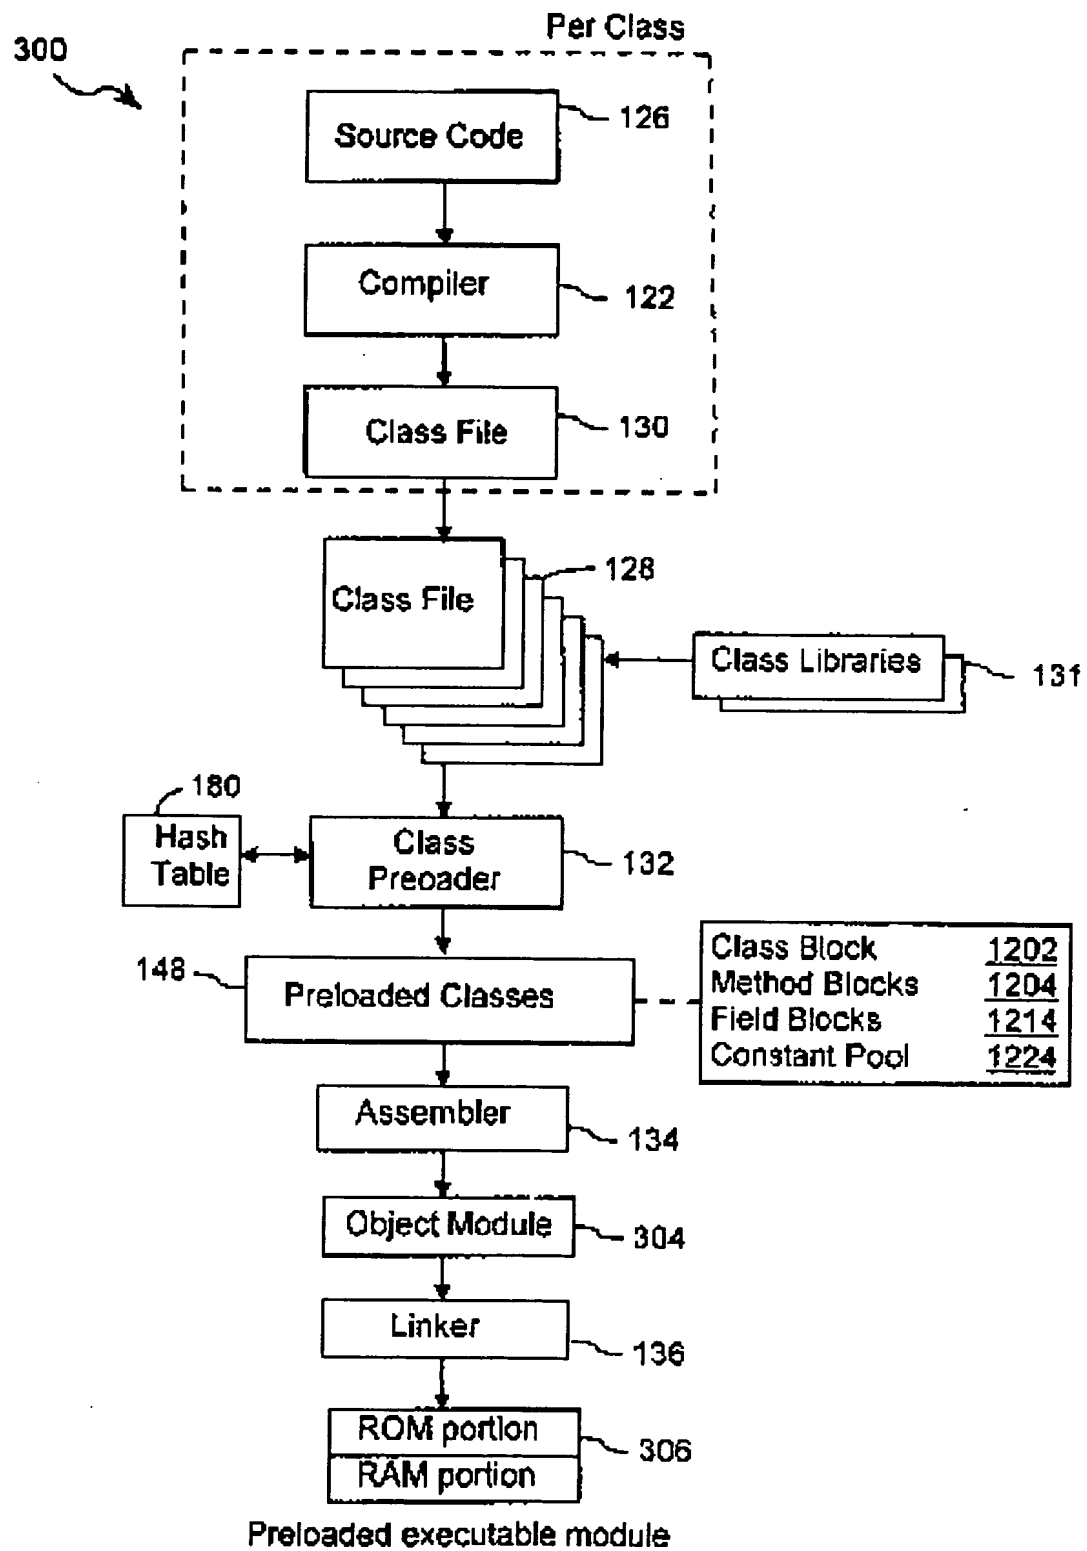 Per Class
300
Source Code
126
Compiler
122
Class File
130
Class File
128
Class Libraries
131
180
Hash
Table
Class
Preoader
132
148
Preloaded Classes
Class Block 1202
Method Blocks 1204
Field Blocks 1214
Constant Pool 1224
Assembler
134
Object Module
304
Linker
136
ROM portion
306
RAM portion
Preloaded executable module